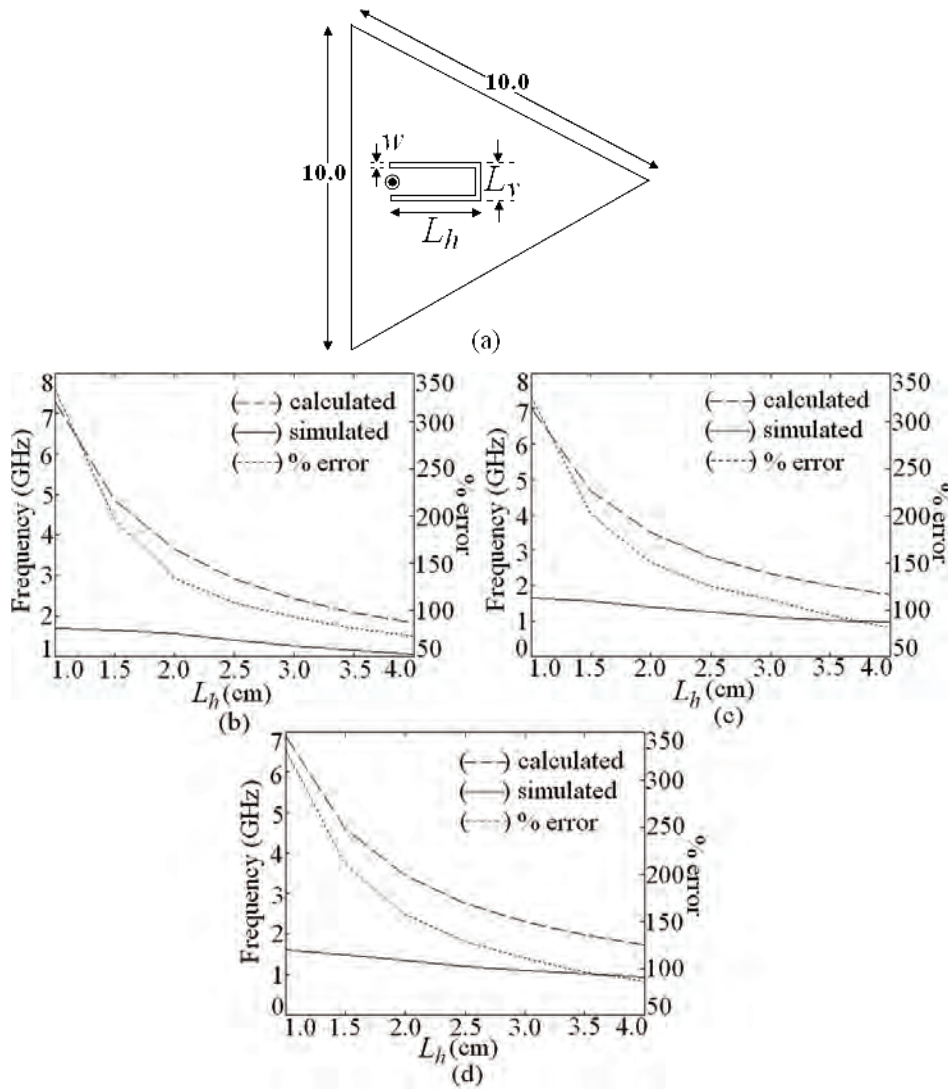 10.0
10.0
w
L_v
L_h
(a)
8
7
6
5
4
3
2
1
Frequency (GHz)
(– –) calculated
(—) simulated
(·····) % error
350
300
250
200
150
100
50
% error
1.0 1.5 2.0 2.5 3.0 3.5 4.0
L_h (cm)
(b)
8
7
6
5
4
3
2
1
0
Frequency (GHz)
(– –) calculated
(—) simulated
(·····) % error
350
300
250
200
150
100
50
% error
1.0 1.5 2.0 2.5 3.0 3.5 4.0
L_h (cm)
(c)
7
6
5
4
3
2
1
0
Frequency (GHz)
(– –) calculated
(—) simulated
(·····) % error
350
300
250
200
150
100
50
% error
1.0 1.5 2.0 2.5 3.0 3.5 4.0
L_h (cm)
(d)